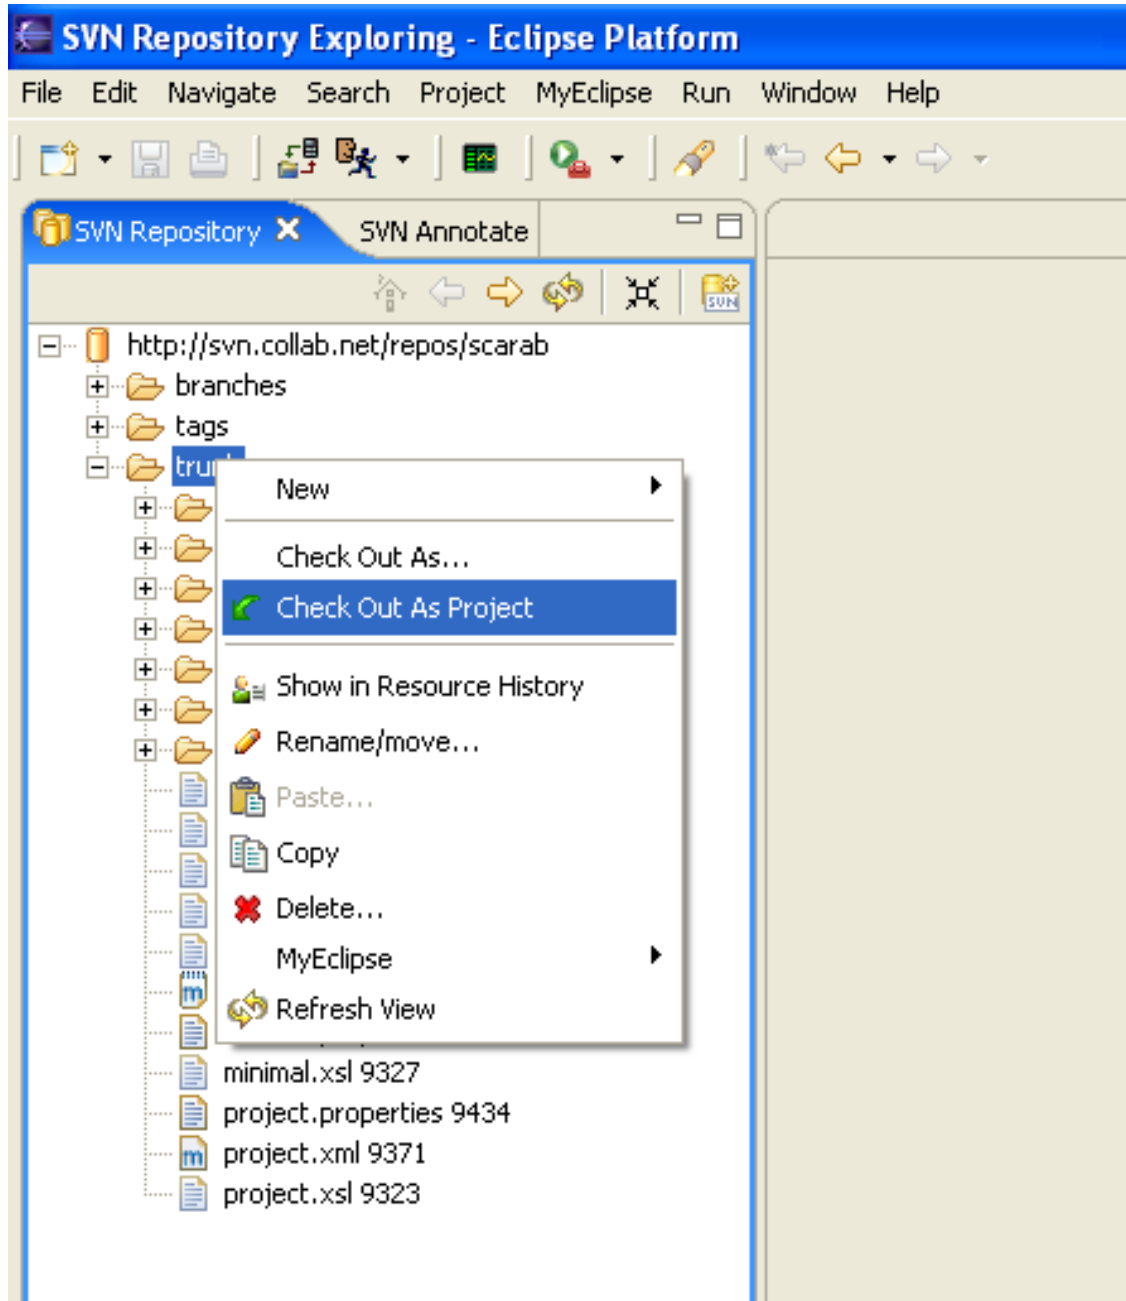 SVN Repository Exploring - Eclipse Platform
File Edit Navigate Search Project MyEclipse Run Window Help
SVN Repository SVN Annotate
SVN
http://svn.collab.net/repos/scarab
branches
tags
New
Check Out As...
Check Out As Project
Show in Resource History
Rename/move...
Paste...
Copy
Delete...
MyEclipse
Refresh View
minimal.xsl 9327
project.properties 9434
project.xml 9371
project.xsl 9323